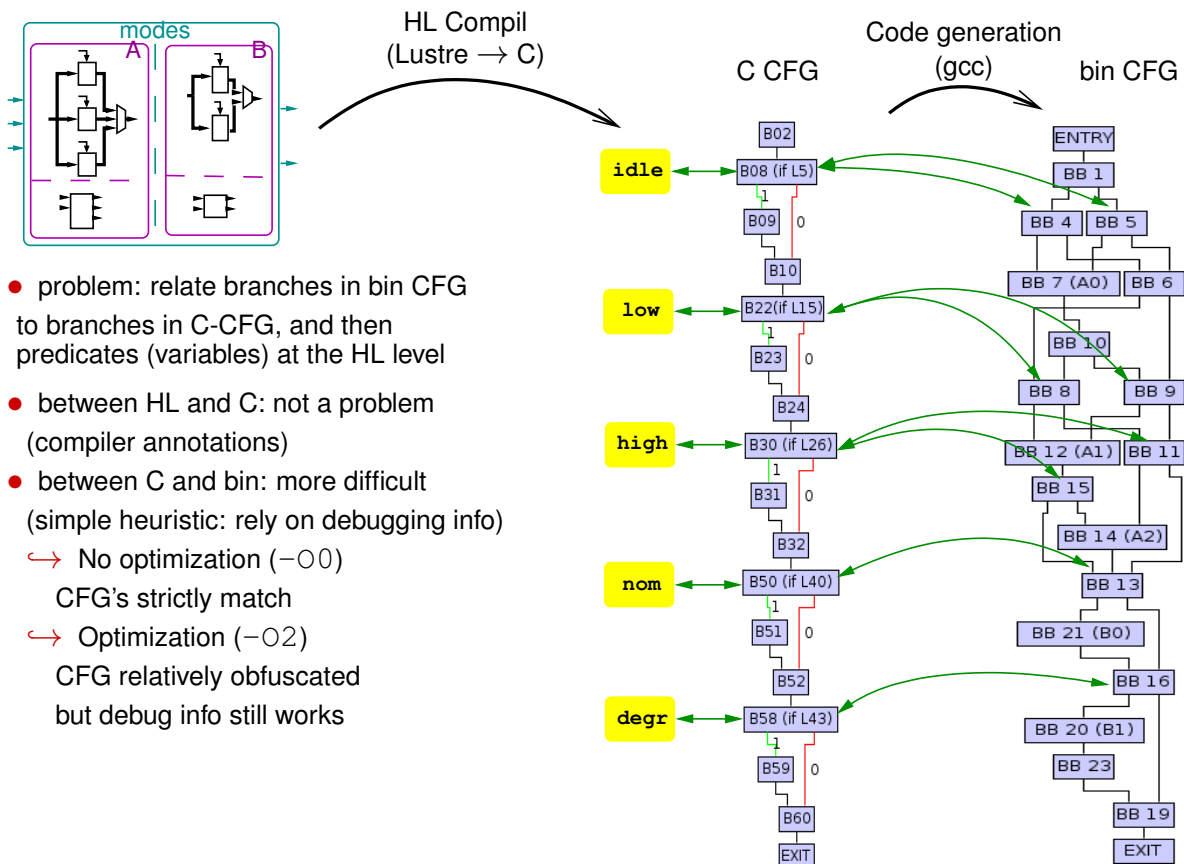 modes
A
B
HL Compil
(Lustre → C)
Code generation
(gcc)
C CFG
bin CFG
• problem: relate branches in bin CFG
to branches in C-CFG, and then
predicates (variables) at the HL level
• between HL and C: not a problem
(compiler annotations)
• between C and bin: more difficult
(simple heuristic: rely on debugging info)
↪ No optimization (-O0)
CFG's strictly match
↪ Optimization (-O2)
CFG relatively obfuscated
but debug info still works
idle
low
high
nom
degr
B02
B08 (if L5)
1
0
B09
B10
B22(if L15)
1
0
B23
B24
B30 (if L26)
1
0
B31
B32
B50 (if L40)
1
0
B51
B52
B58 (if L43)
1
0
B59
B60
EXIT
ENTRY
BB 1
BB 4
BB 5
BB 7 (A0)
BB 6
BB 10
BB 8
BB 9
BB 12 (A1)
BB 11
BB 15
BB 14 (A2)
BB 13
BB 21 (B0)
BB 16
BB 20 (B1)
BB 23
BB 19
EXIT